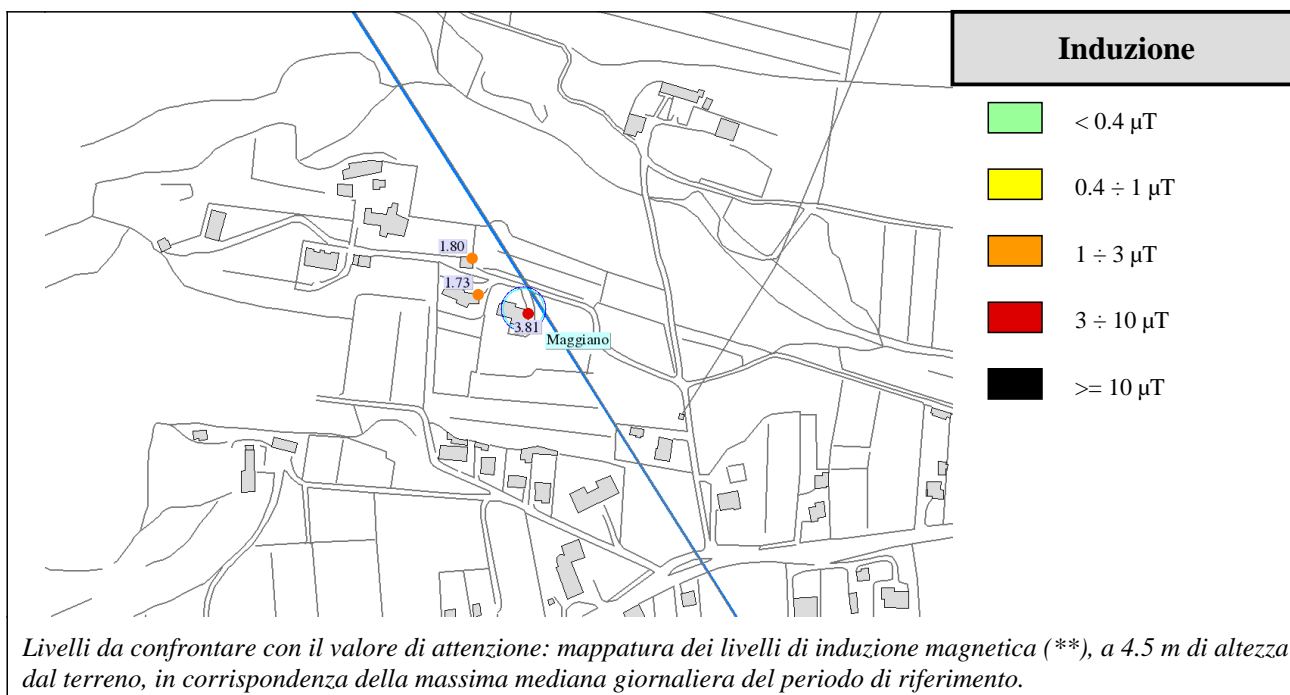 Induzione
< 0.4 µT
0.4 ÷ 1 µT
1 ÷ 3 µT
3 ÷ 10 µT
>= 10 µT
1.80
1.73
3.81
Maggiano
Livelli da confrontare con il valore di attenzione: mappatura dei livelli di induzione magnetica (**), a 4.5 m di altezza
dal terreno, in corrispondenza della massima mediana giornaliera del periodo di riferimento.